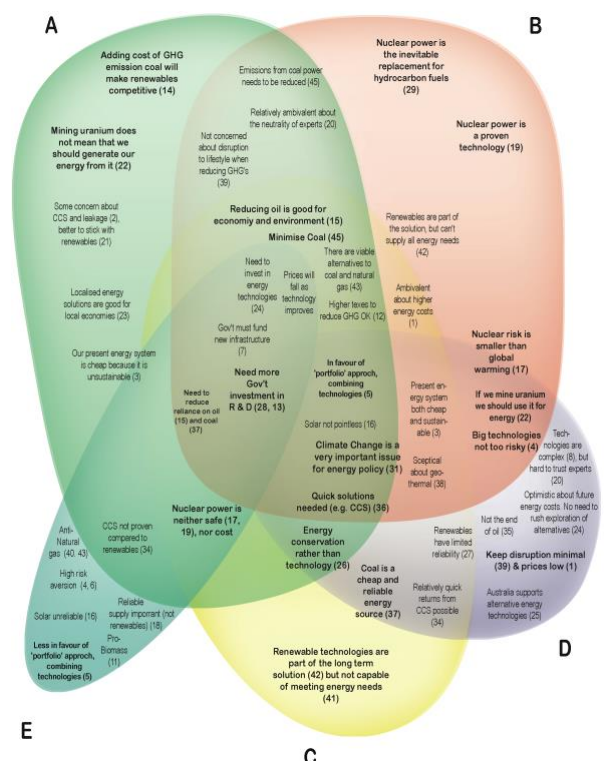 A
B
Adding cost of GHG
emission coal will
make renewables
competitive (14)
Emissions from coal power
needs to be reduced (45)
Nuclear power is
the inevitable
replacement for
hydrocarbon fuels
(29)
Mining uranium does
not mean that we
should generate our
energy from it (22)
Relatively ambivalent about
the neutrality of experts (20)
Not concerned
about disruption
to lifestyle when
reducing GHG's
(39)
Nuclear power is
a proven
technology (19)
Some concern about
CCS and leakage (2),
better to stick with
renewables (21)
Reducing oil is good for
economiy and environment (15)
Minimise Coal (45)
Renewables are part of
the solution, but can't
supply all energy needs
(42)
Need to
invest in
energy
technologies
(24)
Prices will
fall as
technology
improves
There are viable
alternatives to
coal and natural
gas (43)
Higher texes to
reduce GHG OK (12)
Ambivalent
about higher
energy costs
(1)
Localised energy
solutions are good for
local economies (23)
Gov't must fund
new infrastructure
(7)
Nuclear risk is
smaller than
global
warming (17)
Our present energy system
is cheap because it is
unsustainable (3)
Need more
Gov't
investment in
R & D (28, 13)
In favour of
'portfolio' approch,
combining
technologies (5)
Need to
reduce
reliance on oil
(15) and coal
(37)
Present en-
ergy system
both cheap
and sustain-
able (3)
If we mine uranium
we should use it for
energy (22)
Solar not pointless (16)
Big technologies
not too risky (4)
Climate Change is a
very important issue
for energy policy (31)
Sceptical
about geo-
thermal (38)
Tech-
nologies are
complex (8), but
hard to trust experts
(20)
Quick solutions
needed (e.g. CCS) (36)
Optimistic about future
energy costs. No need to
rush exploration of
alternatives (24)
Nuclear power is
neither safe (17,
19), nor cost
Anti-
Natural
gas (40, 43)
CCS not proven
compared to
renewables (34)
Energy
conservation
rather than
technology (26)
Renewables
have limited
reliability (27)
Not the end
of oil (35)
Keep disruption minimal
(39) & prices low (1)
High risk
aversion (4, 6)
Coal is a
cheap and
reliable
energy
source (37)
Relatively quick
returns from
CCS possible
(34)
Australia supports
alternative energy
technologies (25)
Solar unreliable (16)
Reliable
supply imporrant (not
renewables) (18)
Less in favour of
'portfolio' approch,
combining
technologies (5)
Pro-
Biomass
(11)
Renewable technologies are
part of the long term
solution (42) but not capable
of meeting energy needs
(41)
D
E
C